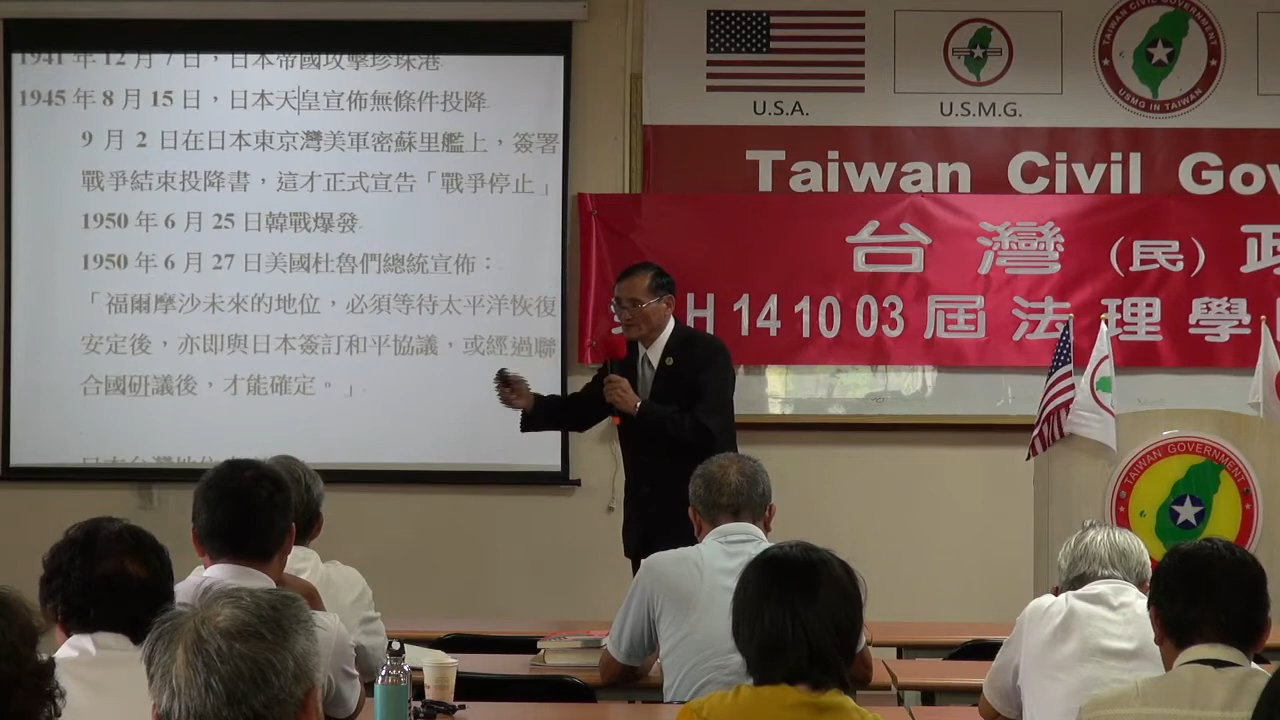 1941 年 12 月 7 日，日本帝國攻擊珍珠港
1945 年 8 月 15 日，日本天皇宣佈無條件投降
9 月 2 日在日本東京灣美軍密蘇里艦上，簽署
戰爭結束投降書，這才正式宣告「戰爭停止」
1950 年 6 月 25 日韓戰爆發
1950 年 6 月 27 日美國杜魯們總統宣佈：
「福爾摩沙未來的地位，必須等待太平洋恢復
安定後，亦即與日本簽訂和平協議，或經過聯
合國研議後，才能確定。」
U.S.A.
U.S.M.G.
TAIWAN CIVIL GOVERNMENT
USMG IN TAIWAN
Taiwan Civil Gov
台灣（民）政
H 14 10 03 屆法理學
TAIWAN GOVERNMENT